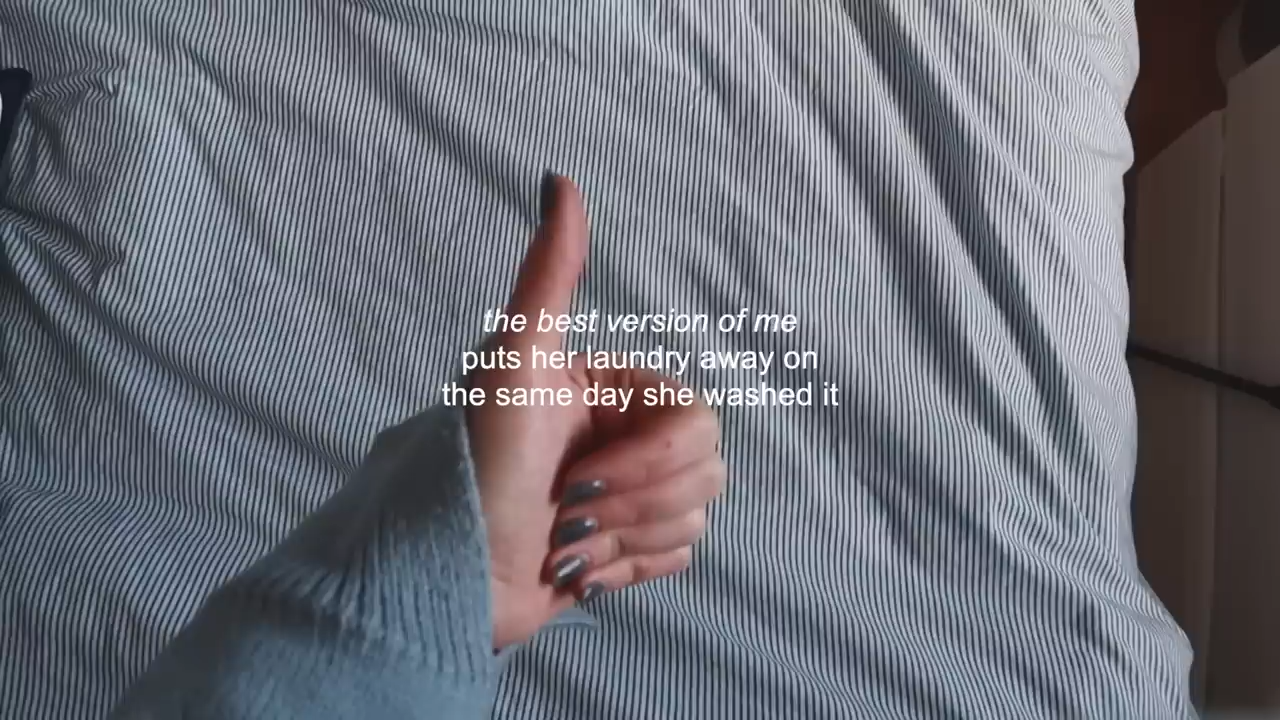 the best version of me
puts her laundry away on
the same day she washed it